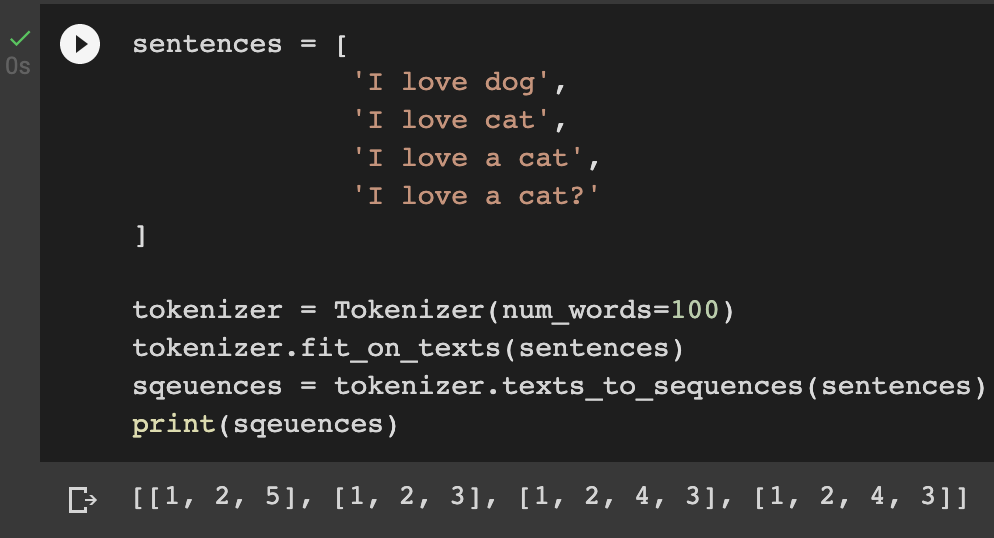 0s
sentences = [
'I love dog',
'I love cat',
'I love a cat',
'I love a cat?'
]
tokenizer = Tokenizer(num_words=100)
tokenizer.fit_on_texts(sentences)
sqeuences = tokenizer.texts_to_sequences(sentences)
print(sqeuences)
[[1, 2, 5], [1, 2, 3], [1, 2, 4, 3], [1, 2, 4, 3]]